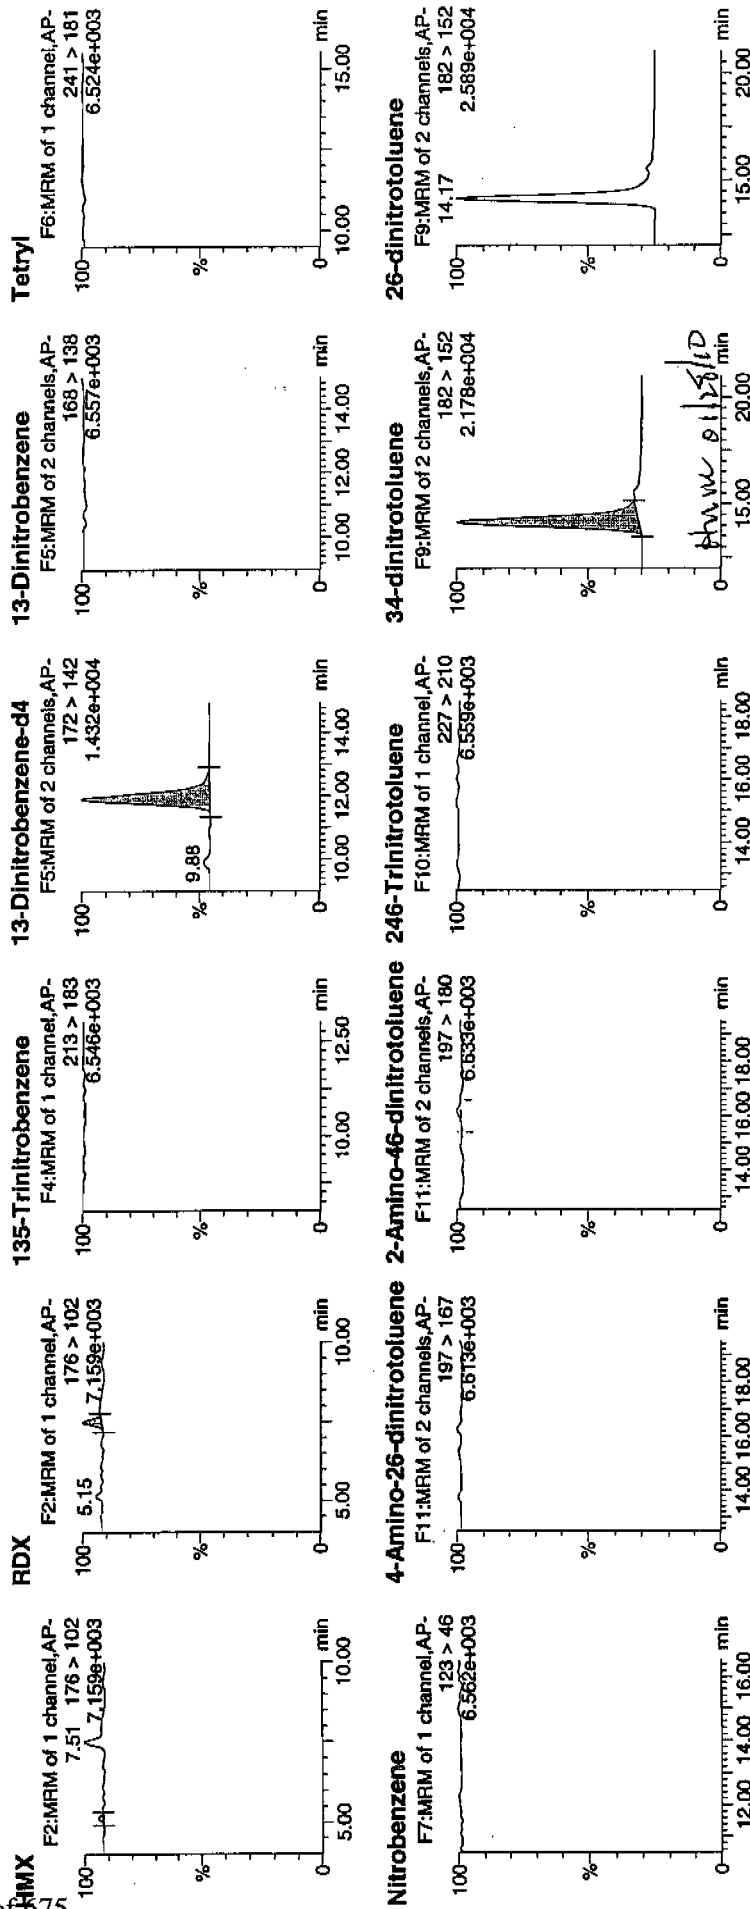 HMX
F2:MRM of 1 channel,AP-
7.51 176 > 102
7.159e+003
100
%
0
5.00 10.00 min
RDX
F2:MRM of 1 channel,AP-
176 > 102
5.15 7.159e+003
100
%
0
5.00 10.00 min
135-Trinitrobenzene
F4:MRM of 1 channel,AP-
213 > 183
6.546e+003
100
%
0
10.00 12.50 min
13-Dinitrobenzene-d4
F5:MRM of 2 channels,AP-
172 > 142
1.432e+004
100
9.88
%
0
10.00 12.00 14.00 min
13-Dinitrobenzene
F5:MRM of 2 channels,AP-
168 > 138
6.557e+003
100
%
0
10.00 12.00 14.00 min
Tetryl
F6:MRM of 1 channel,AP-
241 > 181
6.524e+003
100
%
0
10.00 15.00 min
Nitrobenzene
F7:MRM of 1 channel,AP-
123 > 46
6.562e+003
100
%
0
12.00 14.00 16.00 min
4-Amino-26-dinitrotoluene
F11:MRM of 2 channels,AP-
197 > 167
6.613e+003
100
%
0
14.00 16.00 18.00 min
2-Amino-46-dinitrotoluene
F11:MRM of 2 channels,AP-
197 > 180
6.633e+003
100
%
0
14.00 16.00 18.00 min
246-Trinitrotoluene
F10:MRM of 1 channel,AP-
227 > 210
6.559e+003
100
%
0
14.00 16.00 18.00 min
34-dinitrotoluene
F9:MRM of 2 channels,AP-
182 > 152
2.178e+004
100
%
0
15.00 20.00 min
01/28/10
26-dinitrotoluene
F9:MRM of 2 channels,AP-
14.17 182 > 152
2.589e+004
100
%
0
15.00 20.00 min
of 675